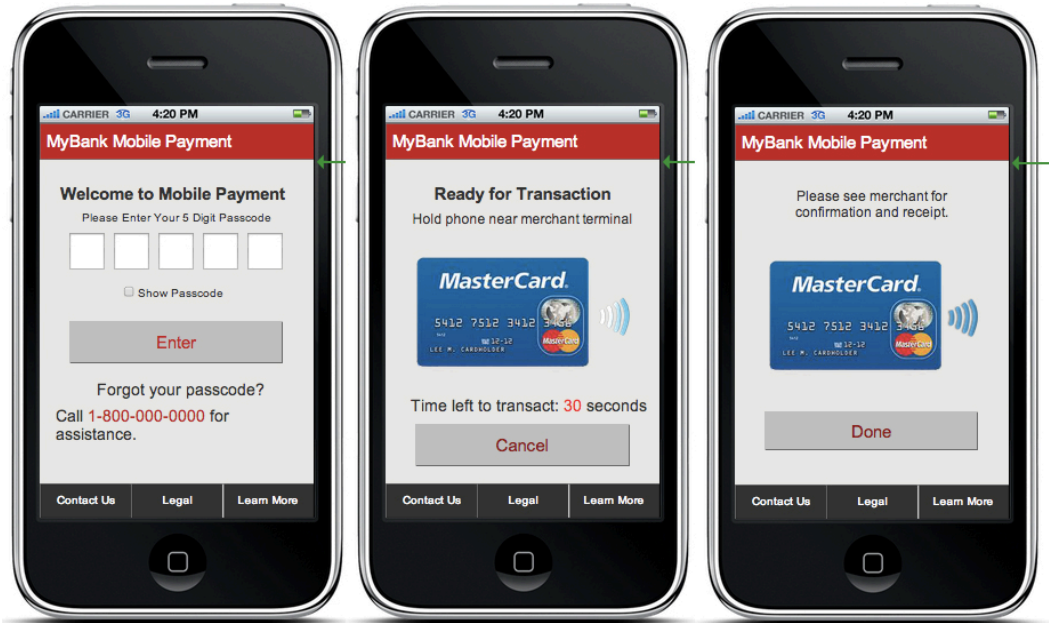 CARRIER 3G 4:20 PM
MyBank Mobile Payment
Welcome to Mobile Payment
Please Enter Your 5 Digit Passcode
Show Passcode
Enter
Forgot your passcode?
Call 1-800-000-0000 for
assistance.
Contact Us Legal Learn More
CARRIER 3G 4:20 PM
MyBank Mobile Payment
Ready for Transaction
Hold phone near merchant terminal
MasterCard.
5412 7512 3412
12-12
LEE M. CARDHOLDER
MasterCard
Time left to transact: 30 seconds
Cancel
Contact Us Legal Learn More
CARRIER 3G 4:20 PM
MyBank Mobile Payment
Please see merchant for
confirmation and receipt.
MasterCard.
5412 7512 3412
12-12
LEE M. CARDHOLDER
MasterCard
Done
Contact Us Legal Learn More